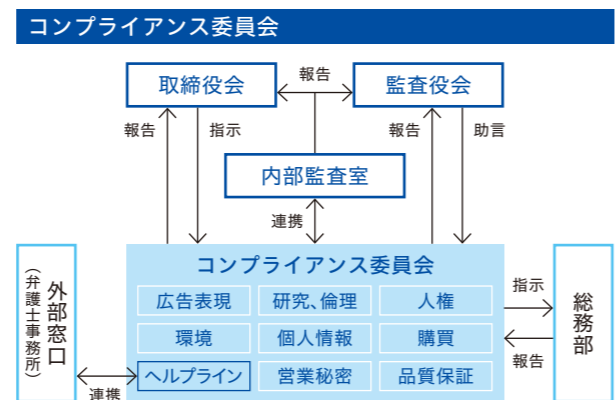 コンプライアンス委員会
取締役会
報告
監査役会
報告
指示
報告
助言
内部監査室
連携
コンプライアンス委員会
広告表現
研究、倫理
人権
環境
個人情報
購買
ヘルプライン
営業秘密
品質保証
外部窓口
(弁護士事務所)
連携
指示
報告
総務部